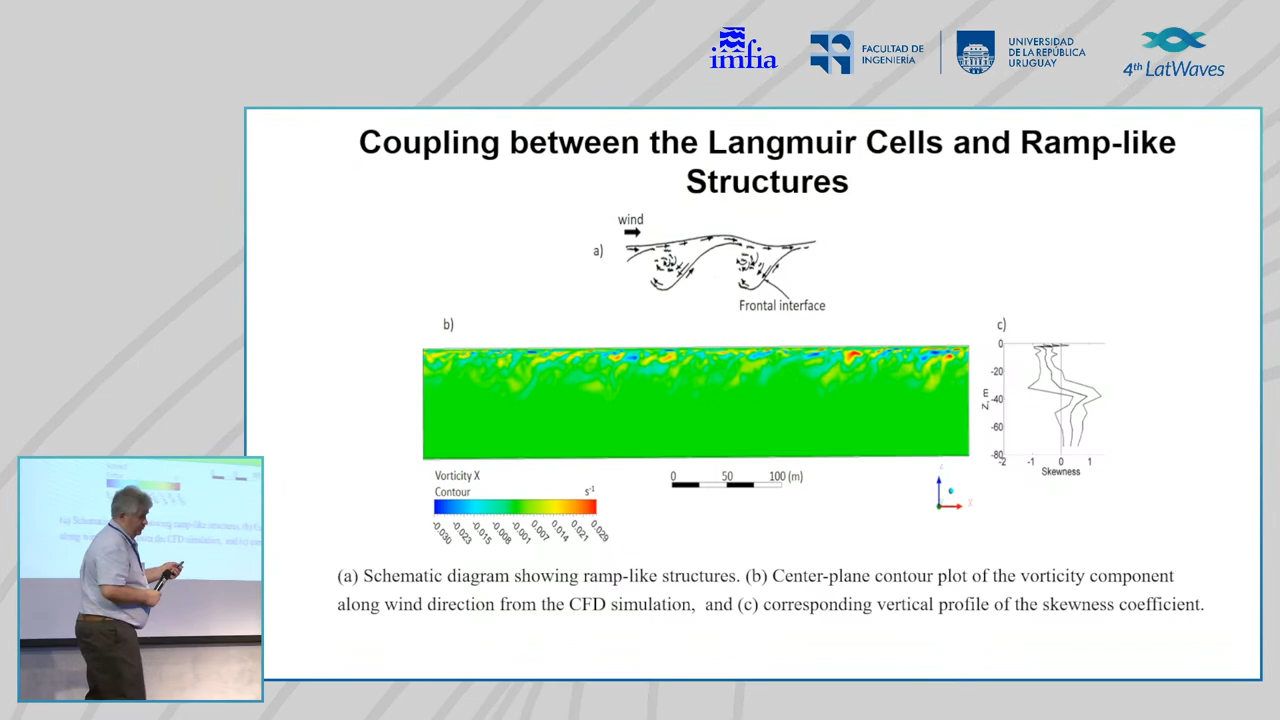 imfia
FACULTAD DE
INGENIERÍA
UNIVERSIDAD
DE LA REPÚBLICA
URUGUAY
4th LatWaves
Coupling between the Langmuir Cells and Ramp-like
Structures
wind
a)
Frontal interface
b)
c)
0
-20
-40
-60
-80
Z, m
-2 -1 0 1
Skewness
Vorticity X
Contour s-1
-0.030 -0.023 -0.015 -0.008 -0.001 0.007 0.014 0.021 0.029
0 50 100 (m)
X
(a) Schematic diagram showing ramp-like structures. (b) Center-plane contour plot of the vorticity component
along wind direction from the CFD simulation, and (c) corresponding vertical profile of the skewness coefficient.